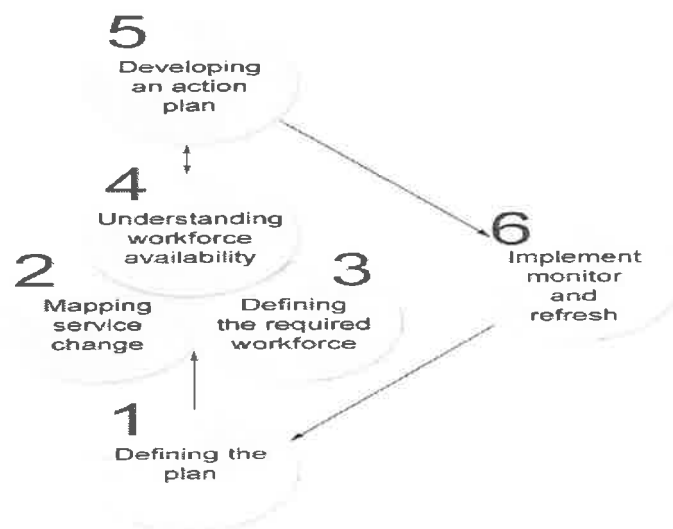 5
Developing
an action
plan
4
Understanding
workforce
availability
2
Mapping
service
change
3
Defining
the required
workforce
6
Implement
monitor
and
refresh
1
Defining the
plan